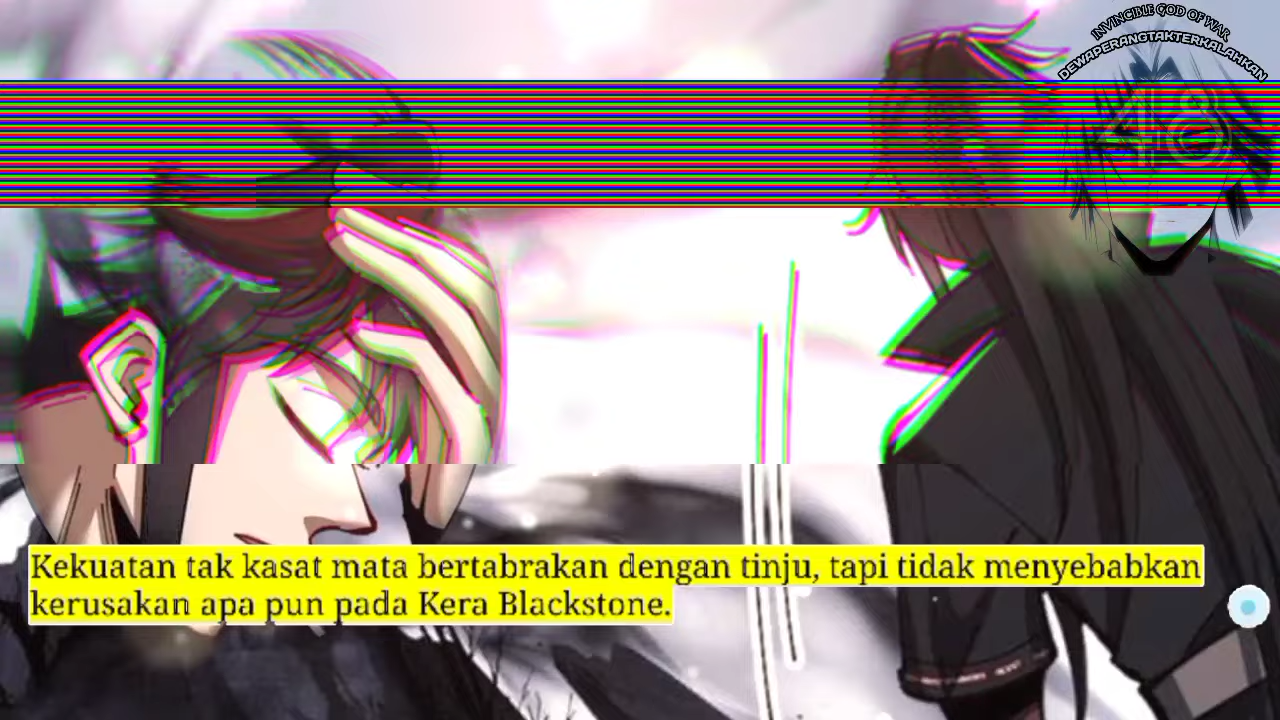 INVINCIBLE GOD OF WAR
DEWAPERANGTAKTERKALAHKAN
48
Kekuatan tak kasat mata bertabrakan dengan tinju, tapi tidak menyebabkan
kerusakan apa pun pada Kera Blackstone.